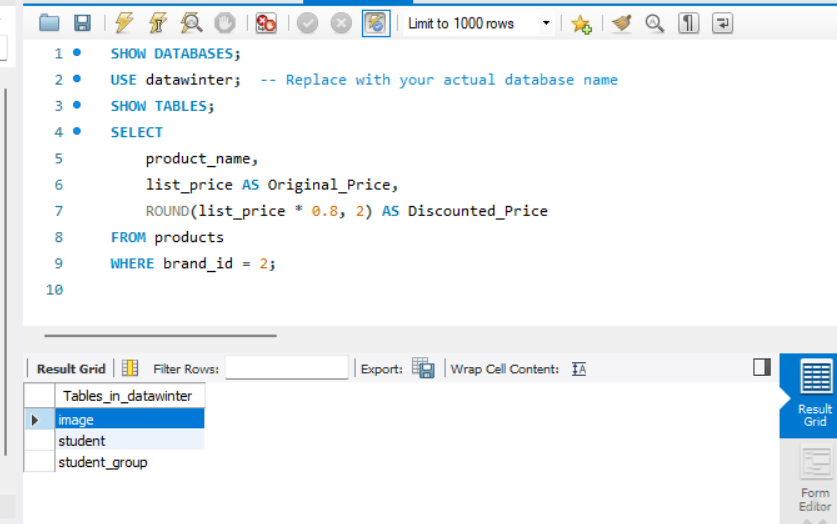 Limit to 1000 rows
1 SHOW DATABASES;
2 USE datawinter; -- Replace with your actual database name
3 SHOW TABLES;
4 SELECT
5 product_name,
6 list_price AS Original_Price,
7 ROUND(list_price * 0.8, 2) AS Discounted_Price
8 FROM products
9 WHERE brand_id = 2;
10
Result Grid Filter Rows: Export: Wrap Cell Content:
Tables_in_datawinter
image
student
student_group
Result
Grid
Form
Editor